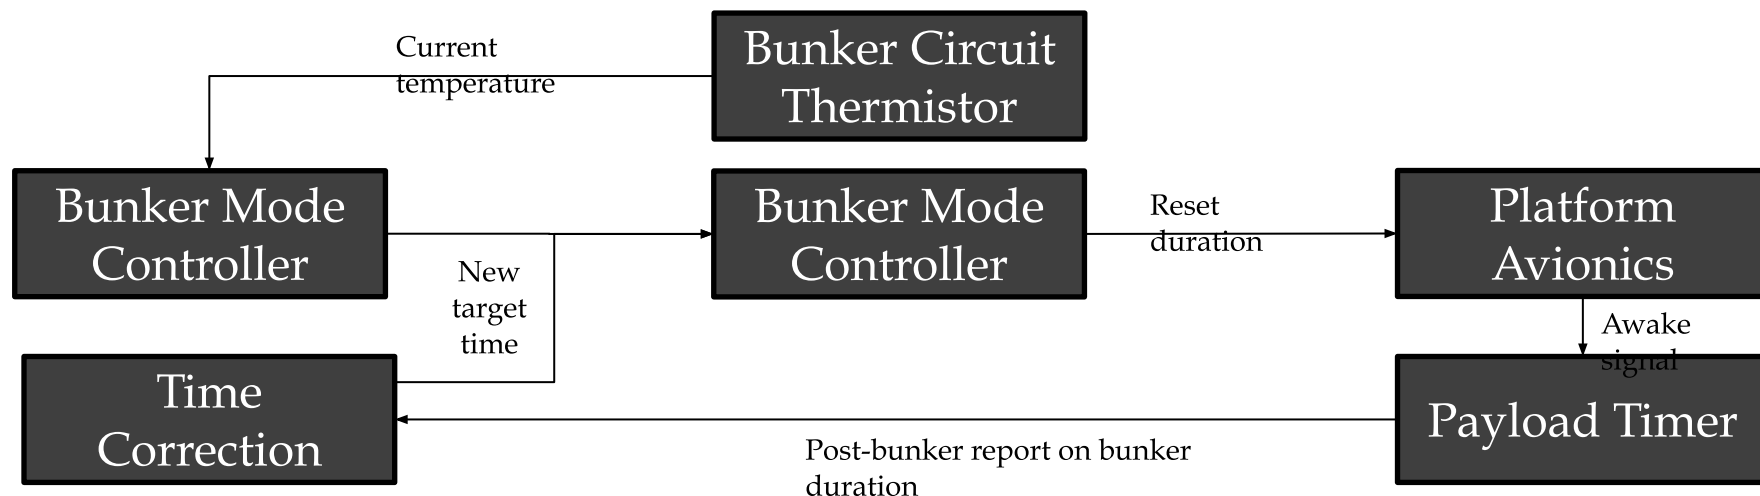 Current
temperature
Bunker Circuit
Thermistor
Bunker Mode
Controller
New
target
time
Bunker Mode
Controller
Reset
duration
Platform
Avionics
Awake
signal
Time
Correction
Payload Timer
Post-bunker report on bunker
duration